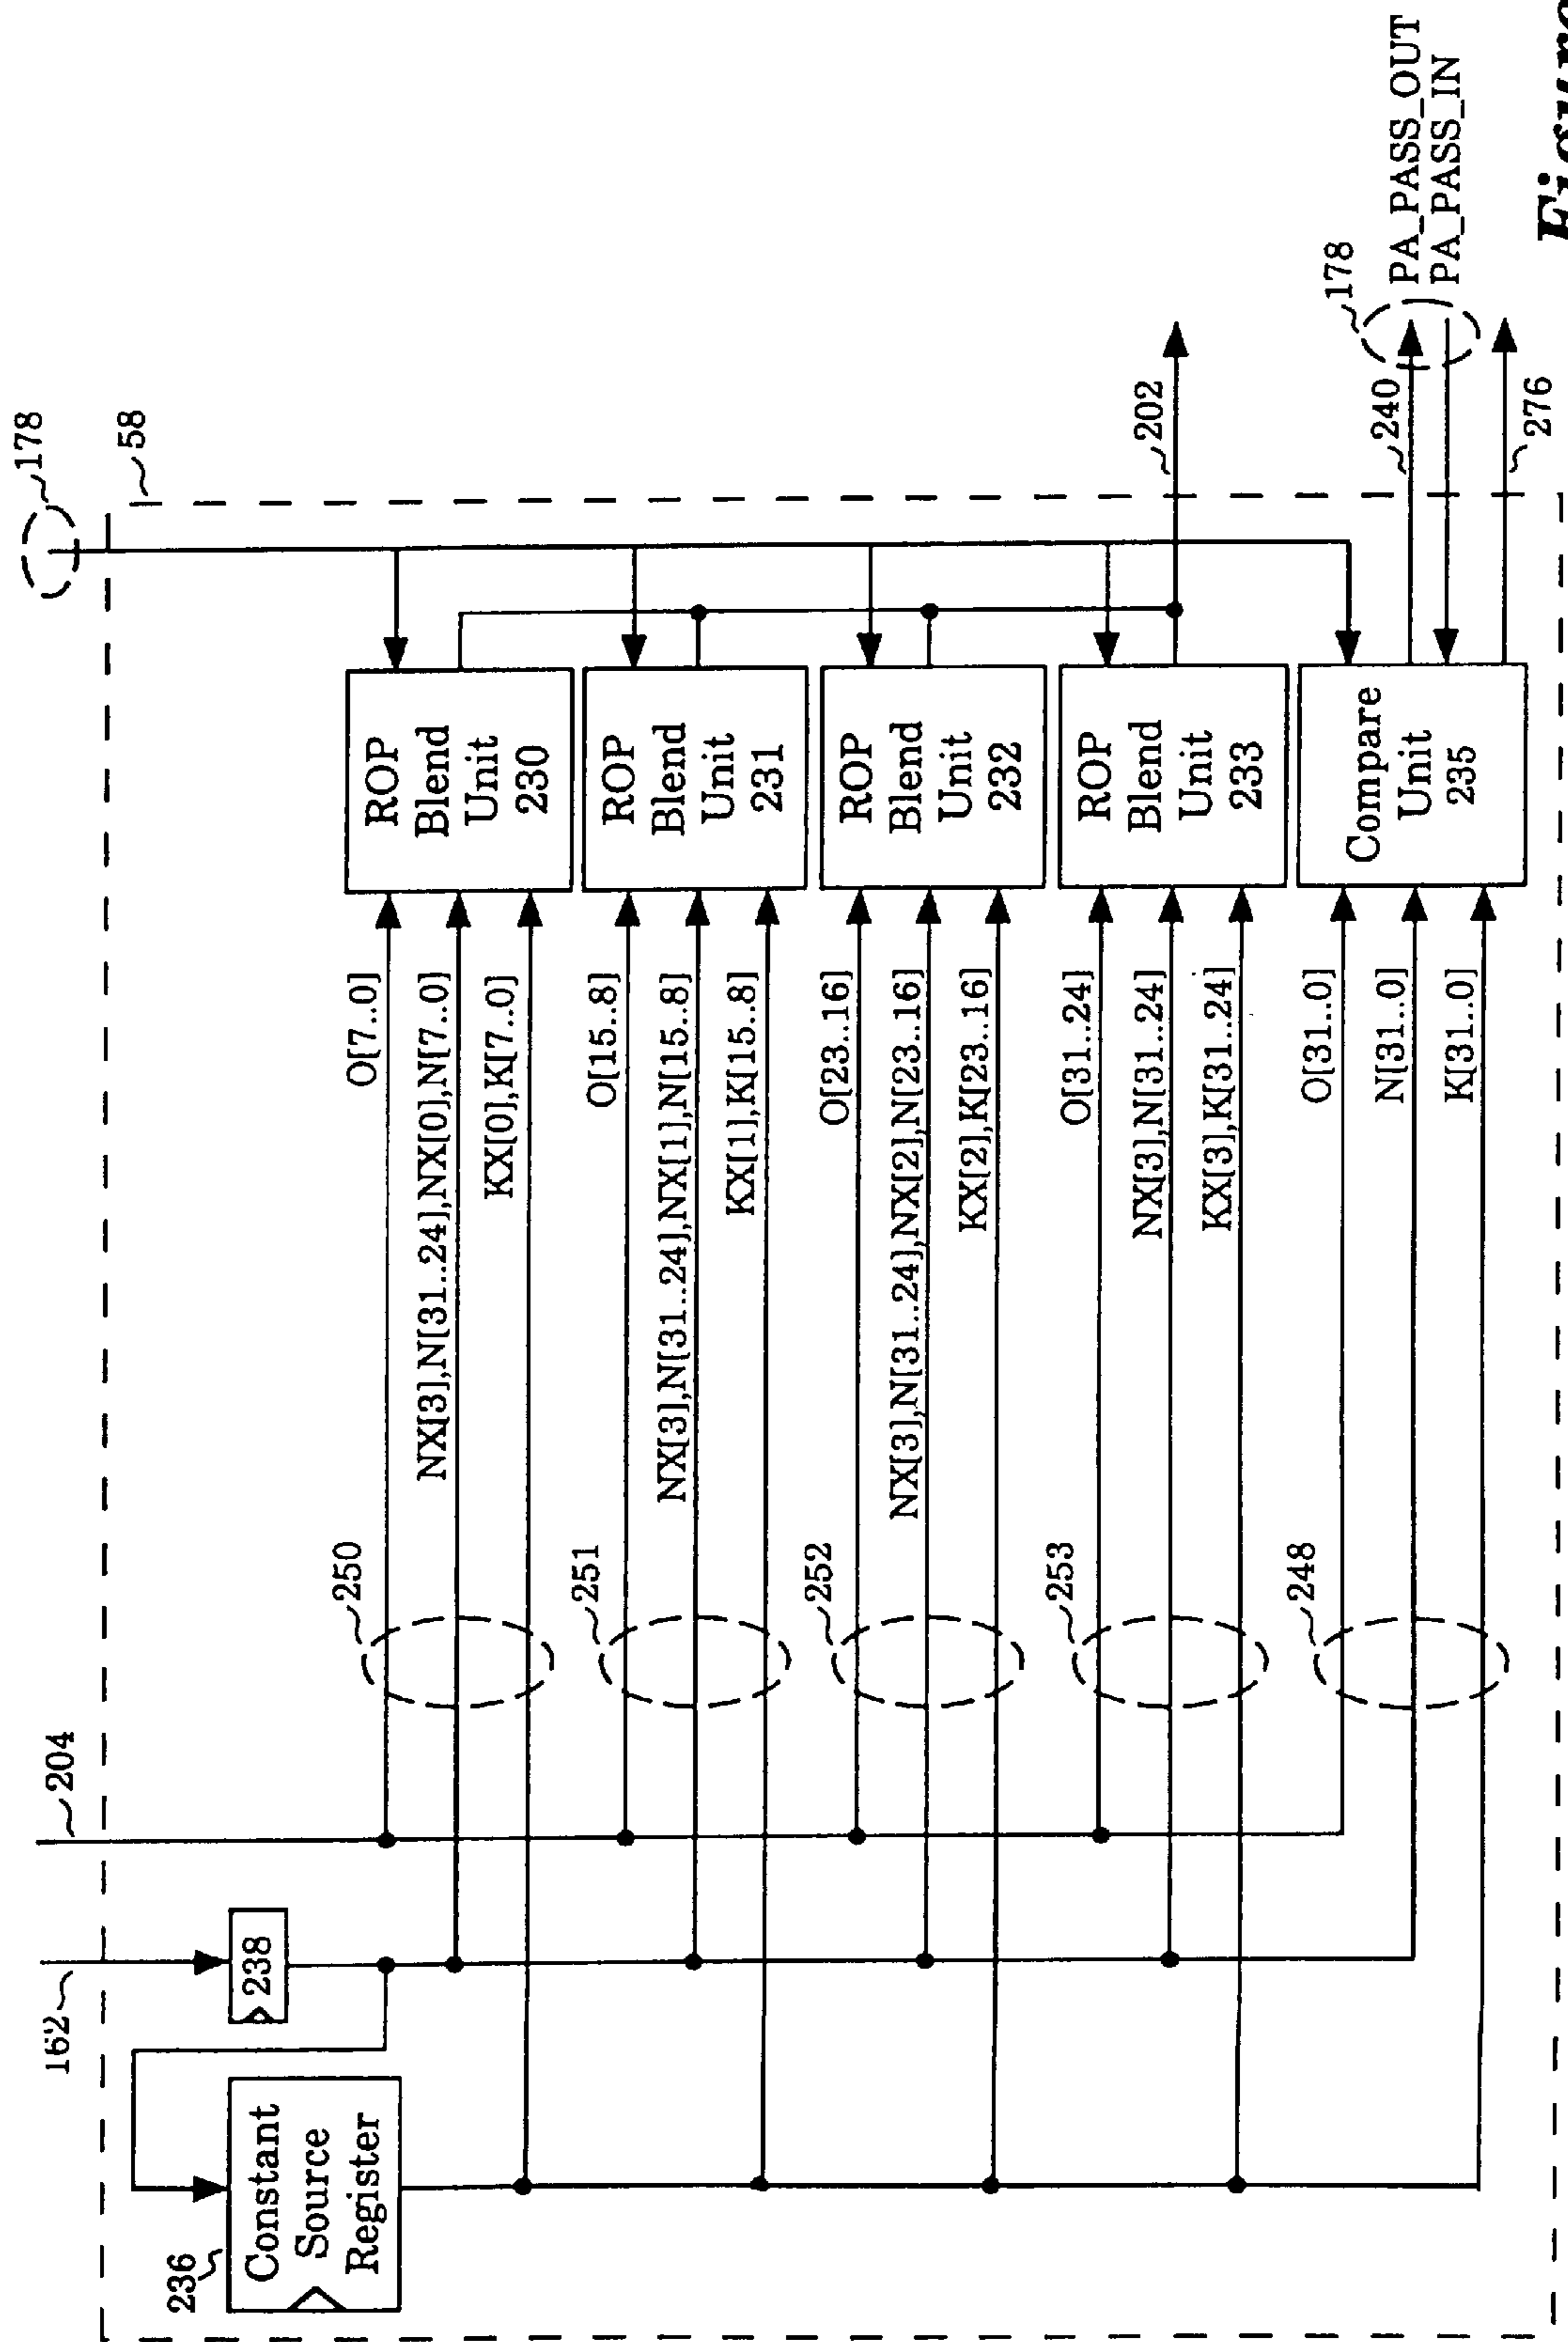 178
58
162
204
236
Constant
Source
Register
238
250
O[7..0]
NX[3],N[31..24],NX[0],N[7..0]
KX[0],K[7..0]
ROP
Blend
Unit
230
251
O[15..8]
NX[3],N[31..24],NX[1],N[15..8]
KX[1],K[15..8]
ROP
Blend
Unit
231
252
O[23..16]
NX[3],N[31..24],NX[2],N[23..16]
KX[2],K[23..16]
ROP
Blend
Unit
232
253
O[31..24]
NX[3],N[31..24]
KX[3],K[31..24]
ROP
Blend
Unit
233
202
248
O[31..0]
N[31..0]
K[31..0]
Compare
Unit
235
240
178
PA_PASS_OUT
PA_PASS_IN
276